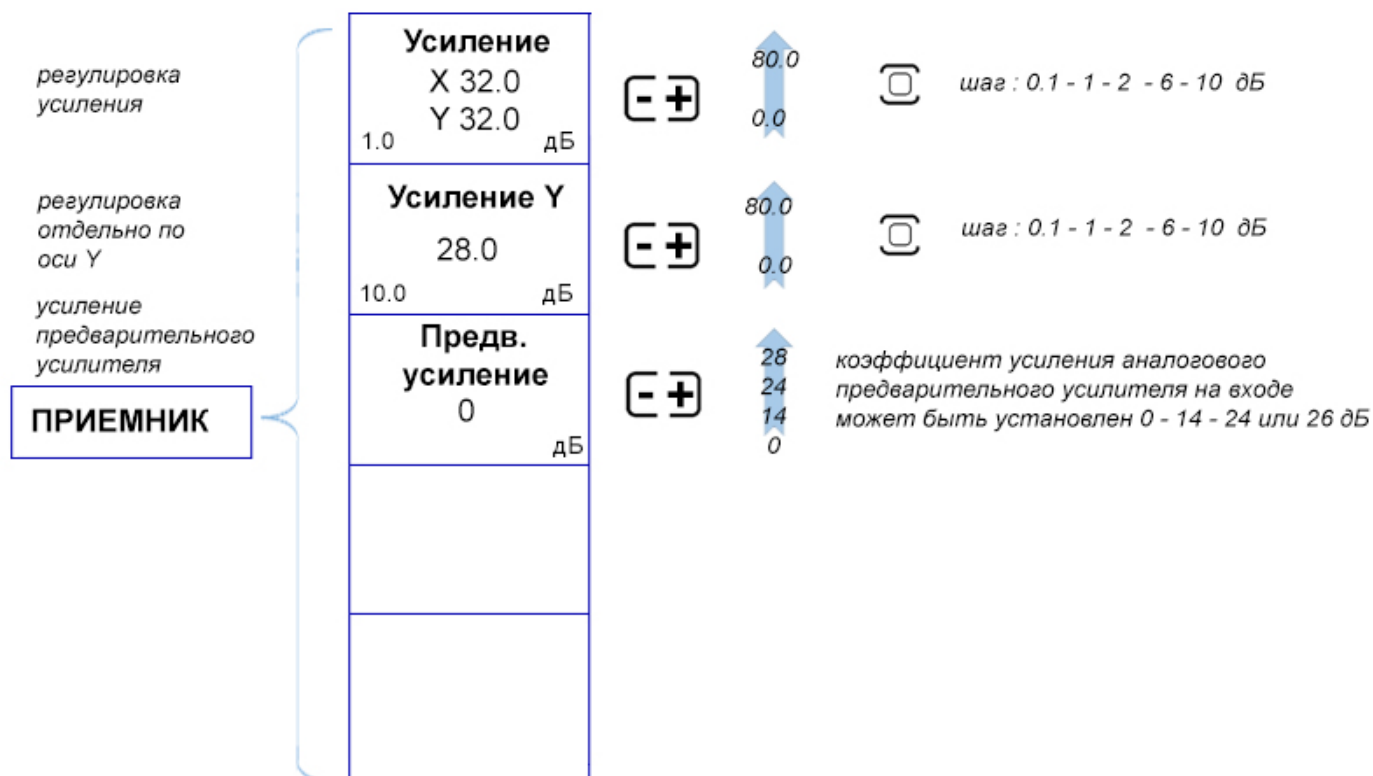 регулировка
усиления
Усиление
X 32.0
Y 32.0
1.0 дБ
- +
80.0
0.0
шаг : 0.1 - 1 - 2 - 6 - 10 дБ
регулировка
отдельно по
оси Y
Усиление Y
28.0
10.0 дБ
- +
80.0
0.0
шаг : 0.1 - 1 - 2 - 6 - 10 дБ
усиление
предварительного
усилителя
ПРИЕМНИК
Предв.
усиление
0
дБ
- +
28
24
14
0
коэффициент усиления аналогового
предварительного усилителя на входе
может быть установлен 0 - 14 - 24 или 26 дБ